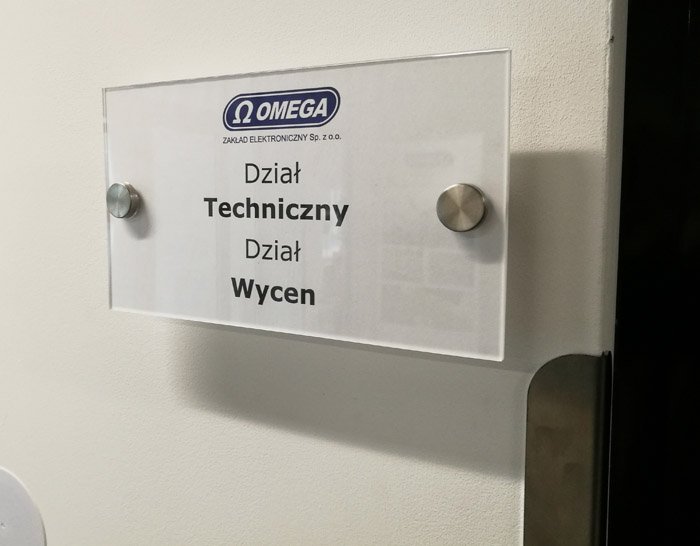 Ω OMEGA
ZAKŁAD ELEKTRONICZNY Sp. z o.o.
Dział
Techniczny
Dział
Wycen